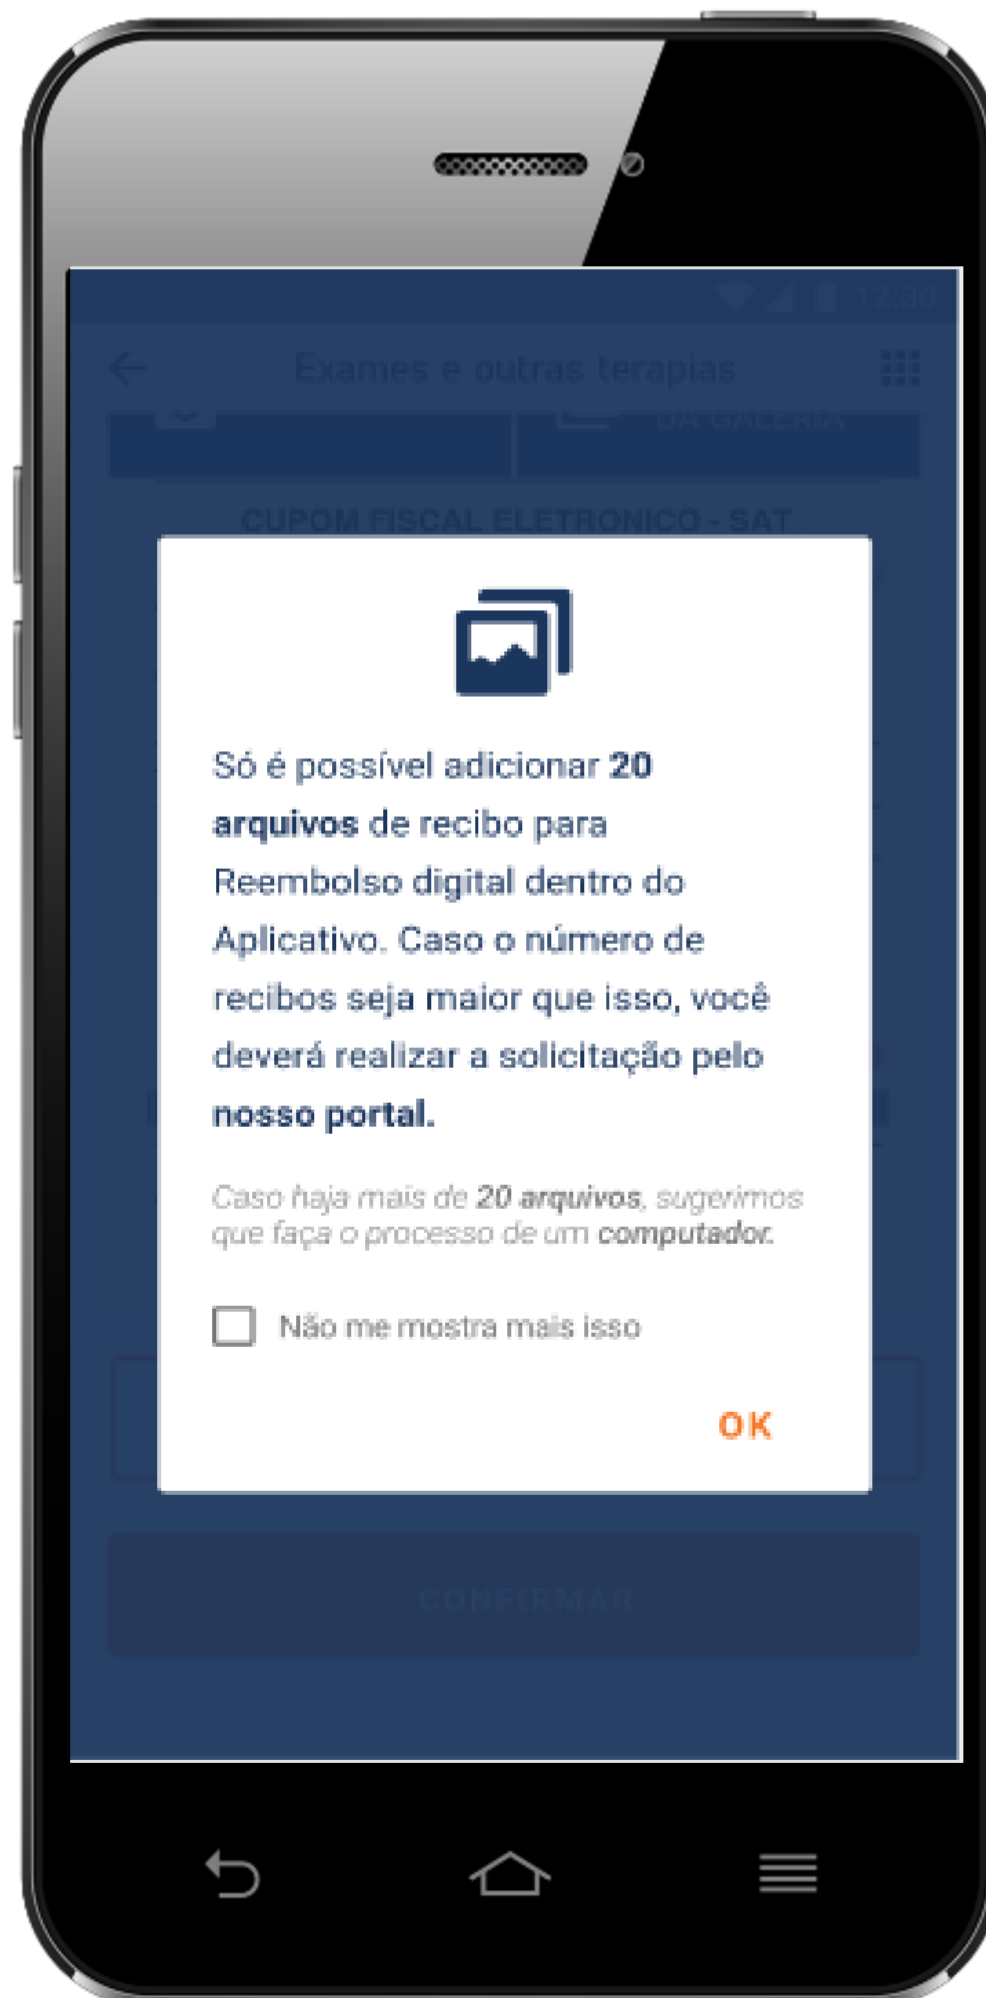 12:30
Exames e outras terapias
DA GALERIA
CUPOM FISCAL ELETRONICO - SAT
Só é possível adicionar 20
arquivos de recibo para
Reembolso digital dentro do
Aplicativo. Caso o número de
recibos seja maior que isso, você
deverá realizar a solicitação pelo
nosso portal.
Caso haja mais de 20 arquivos, sugerimos
que faça o processo de um computador.
Não me mostra mais isso
OK
CONFIRMAR